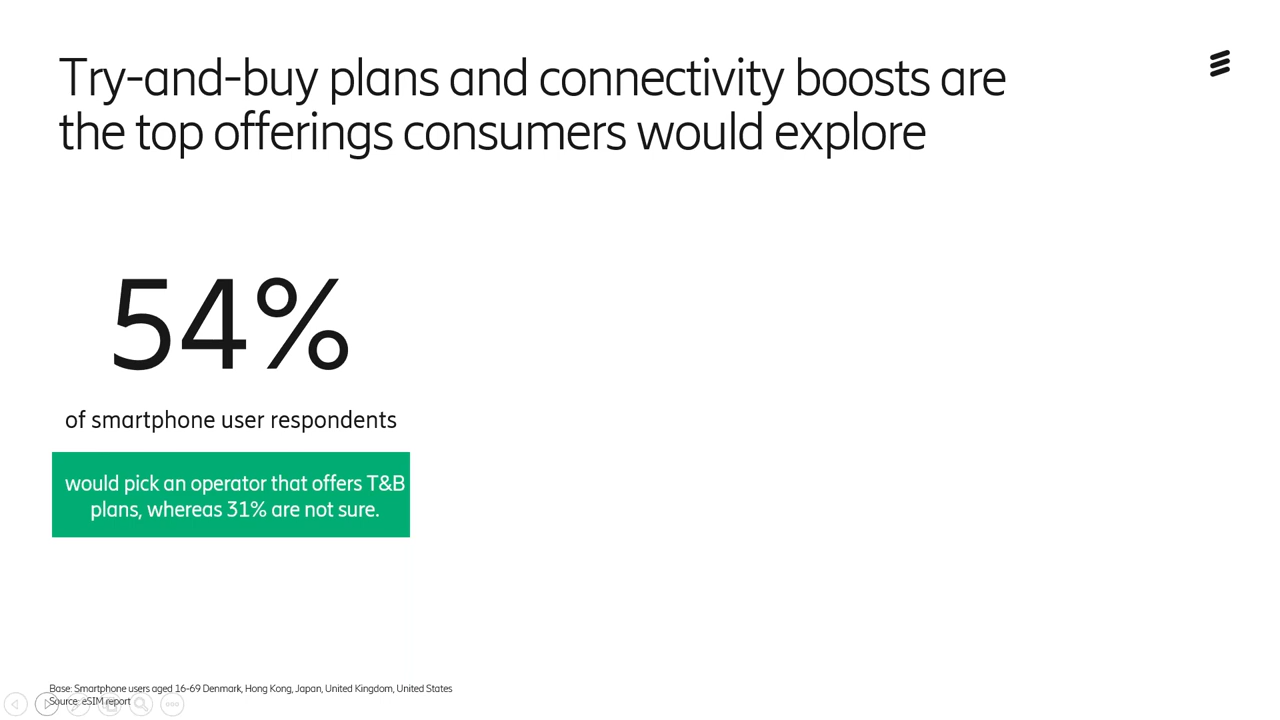 Try-and-buy plans and connectivity boosts are
the top offerings consumers would explore
54%
of smartphone user respondents
would pick an operator that offers T&B
plans, whereas 31% are not sure.
Base: Smartphone users aged 16-69 Denmark, Hong Kong, Japan, United Kingdom, United States
Source: eSIM report